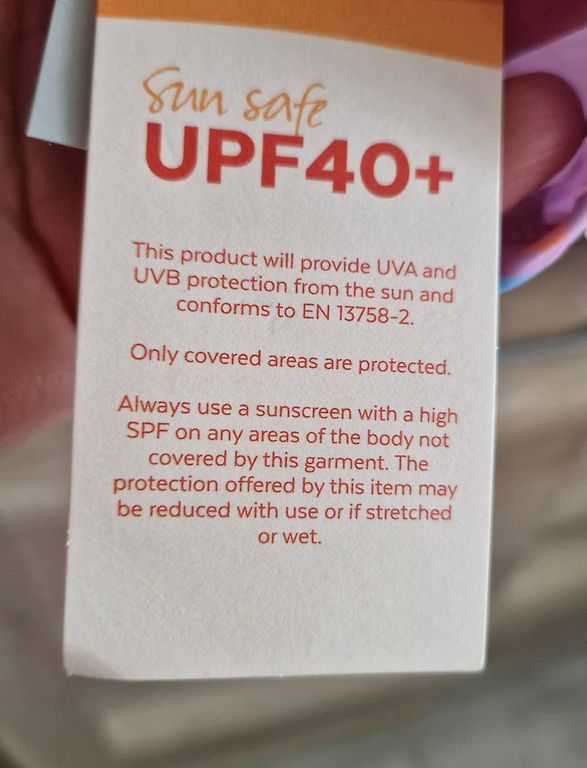 Sun safe
UPF40+
This product will provide UVA and
UVB protection from the sun and
conforms to EN 13758-2.
Only covered areas are protected.
Always use a sunscreen with a high
SPF on any areas of the body not
covered by this garment. The
protection offered by this item may
be reduced with use or if stretched
or wet.